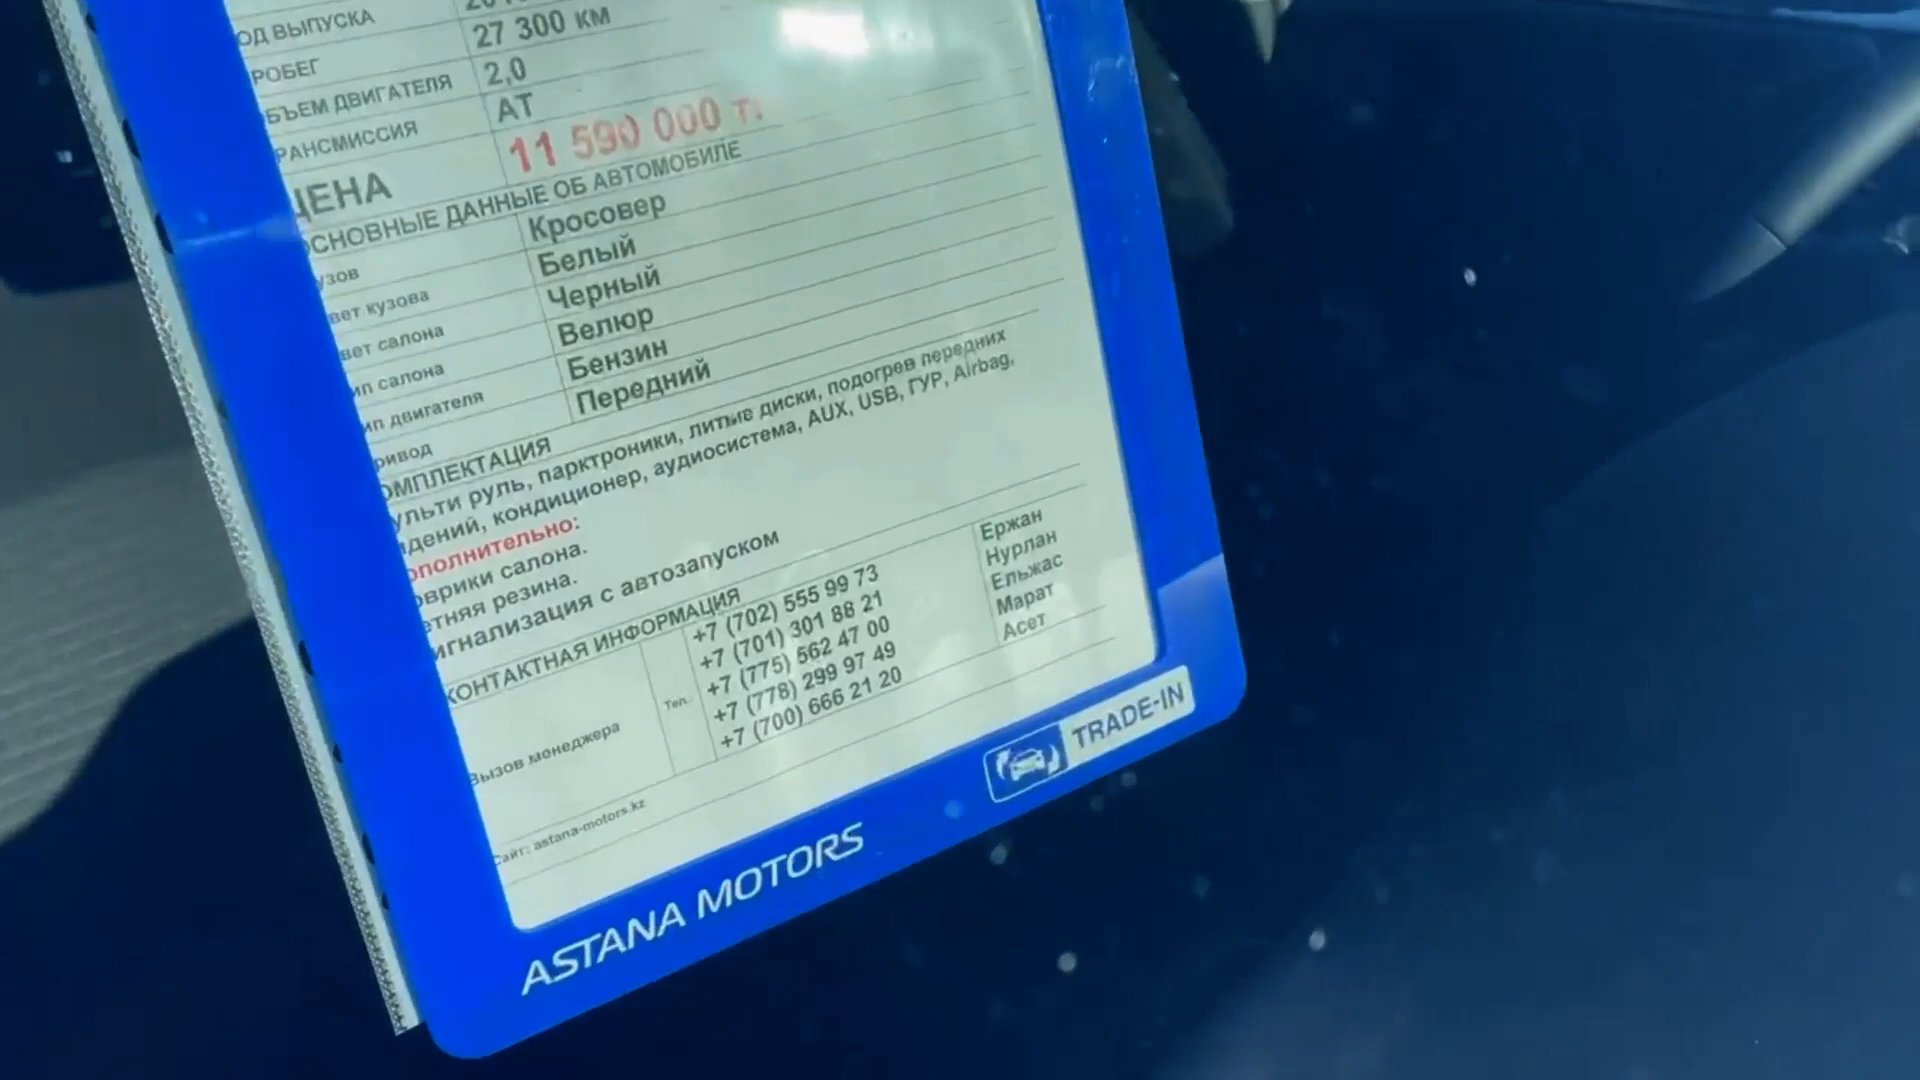 ОД ВЫПУСКА
РОБЕГ 27 300 КМ
БЪЕМ ДВИГАТЕЛЯ 2,0
РАНСМИССИЯ АТ
ЦЕНА 11 590 000 т.
ОСНОВНЫЕ ДАННЫЕ ОБ АВТОМОБИЛЕ
узов Кросовер
вет кузова Белый
вет салона Черный
ип салона Велюр
ип двигателя Бензин
ривод Передний
ОМПЛЕКТАЦИЯ
ульти руль, парктроники, литые диски, подогрев передних
идений, кондиционер, аудиосистема, AUX, USB, ГУР, Airbag,
ополнительно:
оврики салона.
етняя резина.
игнализация с автозапуском
КОНТАКТНАЯ ИНФОРМАЦИЯ
Вызов менеджера Тел.: +7 (702) 555 99 73 Ержан
+7 (701) 301 88 21 Нурлан
+7 (775) 562 47 00 Ельжас
+7 (778) 299 97 49 Марат
+7 (700) 666 21 20 Асет
Сайт: astana-motors.kz
TRADE-IN
ASTANA MOTORS